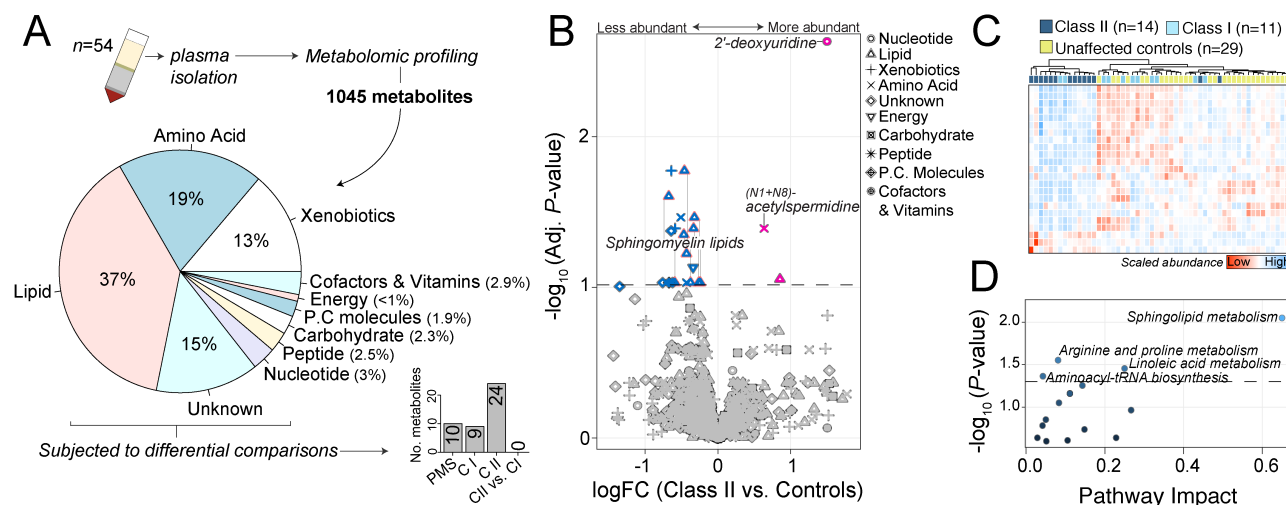 A
n=54
plasma
isolation
Metabolomic profiling
1045 metabolites
Amino Acid
19%
Xenobiotics
13%
37%
Lipid
15%
Cofactors & Vitamins (2.9%)
Energy (<1%)
P.C molecules (1.9%)
Carbohydrate (2.3%)
Peptide (2.5%)
Nucleotide (3%)
Unknown
Subjected to differential comparisons
No. metabolites
20
10
0
10
9
24
0
PMS
C I
C II
CII vs. CI
B
Less abundant
More abundant
2'-deoxyuridine
(N1+N8)-
acetylspermidine
Sphingomyelin lipids
-log10(Adj. P-value)
2
1
0
-1
0
1
logFC (Class II vs. Controls)
Nucleotide
Lipid
Xenobiotics
Amino Acid
Unknown
Energy
Carbohydrate
Peptide
P.C. Molecules
Cofactors
& Vitamins
C
Class II (n=14)
Class I (n=11)
Unaffected controls (n=29)
Scaled abundance
Low
High
D
Sphingolipid metabolism
Arginine and proline metabolism
Linoleic acid metabolism
Aminoacyl-tRNA biosynthesis
-log10(P-value)
2.0
1.5
1.0
0.0
0.2
0.4
0.6
Pathway Impact